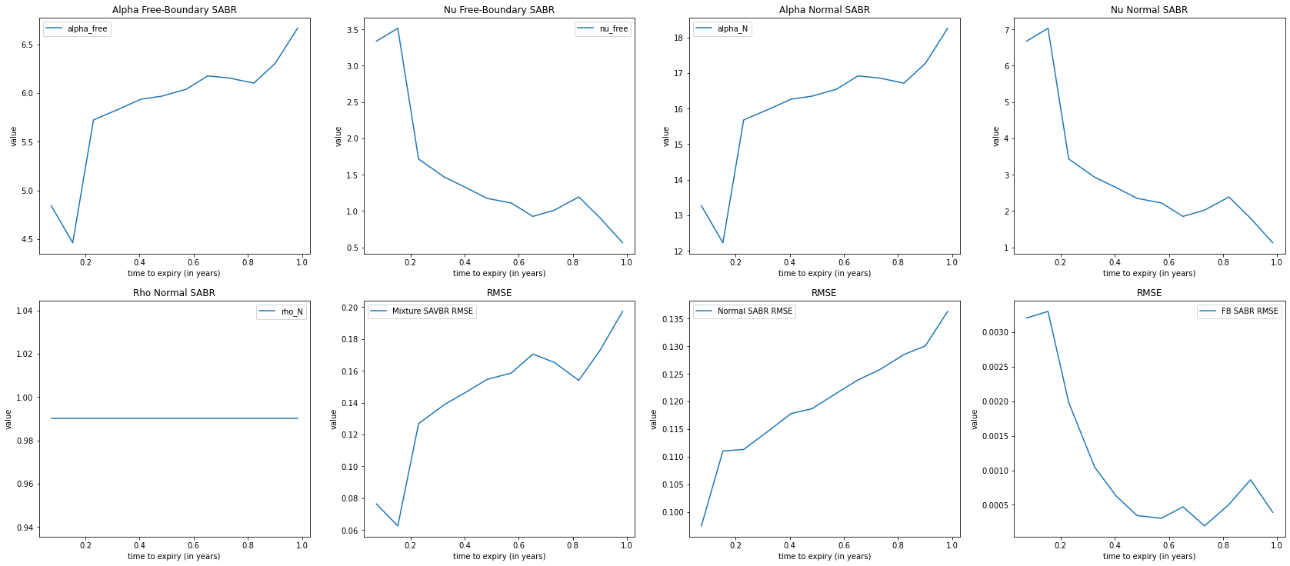 Alpha Free-Boundary SABR
alpha_free
value
6.5
6.0
5.5
5.0
4.5
0.2 0.4 0.6 0.8 1.0
time to expiry (in years)
Nu Free-Boundary SABR
nu_free
value
3.5
3.0
2.5
2.0
1.5
1.0
0.5
0.2 0.4 0.6 0.8 1.0
time to expiry (in years)
Alpha Normal SABR
alpha_N
value
18
17
16
15
14
13
12
0.2 0.4 0.6 0.8 1.0
time to expiry (in years)
Nu Normal SABR
nu_N
value
7
6
5
4
3
2
1
0.2 0.4 0.6 0.8 1.0
time to expiry (in years)
Rho Normal SABR
rho_N
value
1.04
1.02
1.00
0.98
0.96
0.94
0.2 0.4 0.6 0.8 1.0
time to expiry (in years)
RMSE
Mixture SAVBR RMSE
value
0.20
0.18
0.16
0.14
0.12
0.10
0.08
0.06
0.2 0.4 0.6 0.8 1.0
time to expiry (in years)
RMSE
Normal SABR RMSE
value
0.135
0.130
0.125
0.120
0.115
0.110
0.105
0.100
0.2 0.4 0.6 0.8 1.0
time to expiry (in years)
RMSE
FB SABR RMSE
value
0.0030
0.0025
0.0020
0.0015
0.0010
0.0005
0.2 0.4 0.6 0.8 1.0
time to expiry (in years)